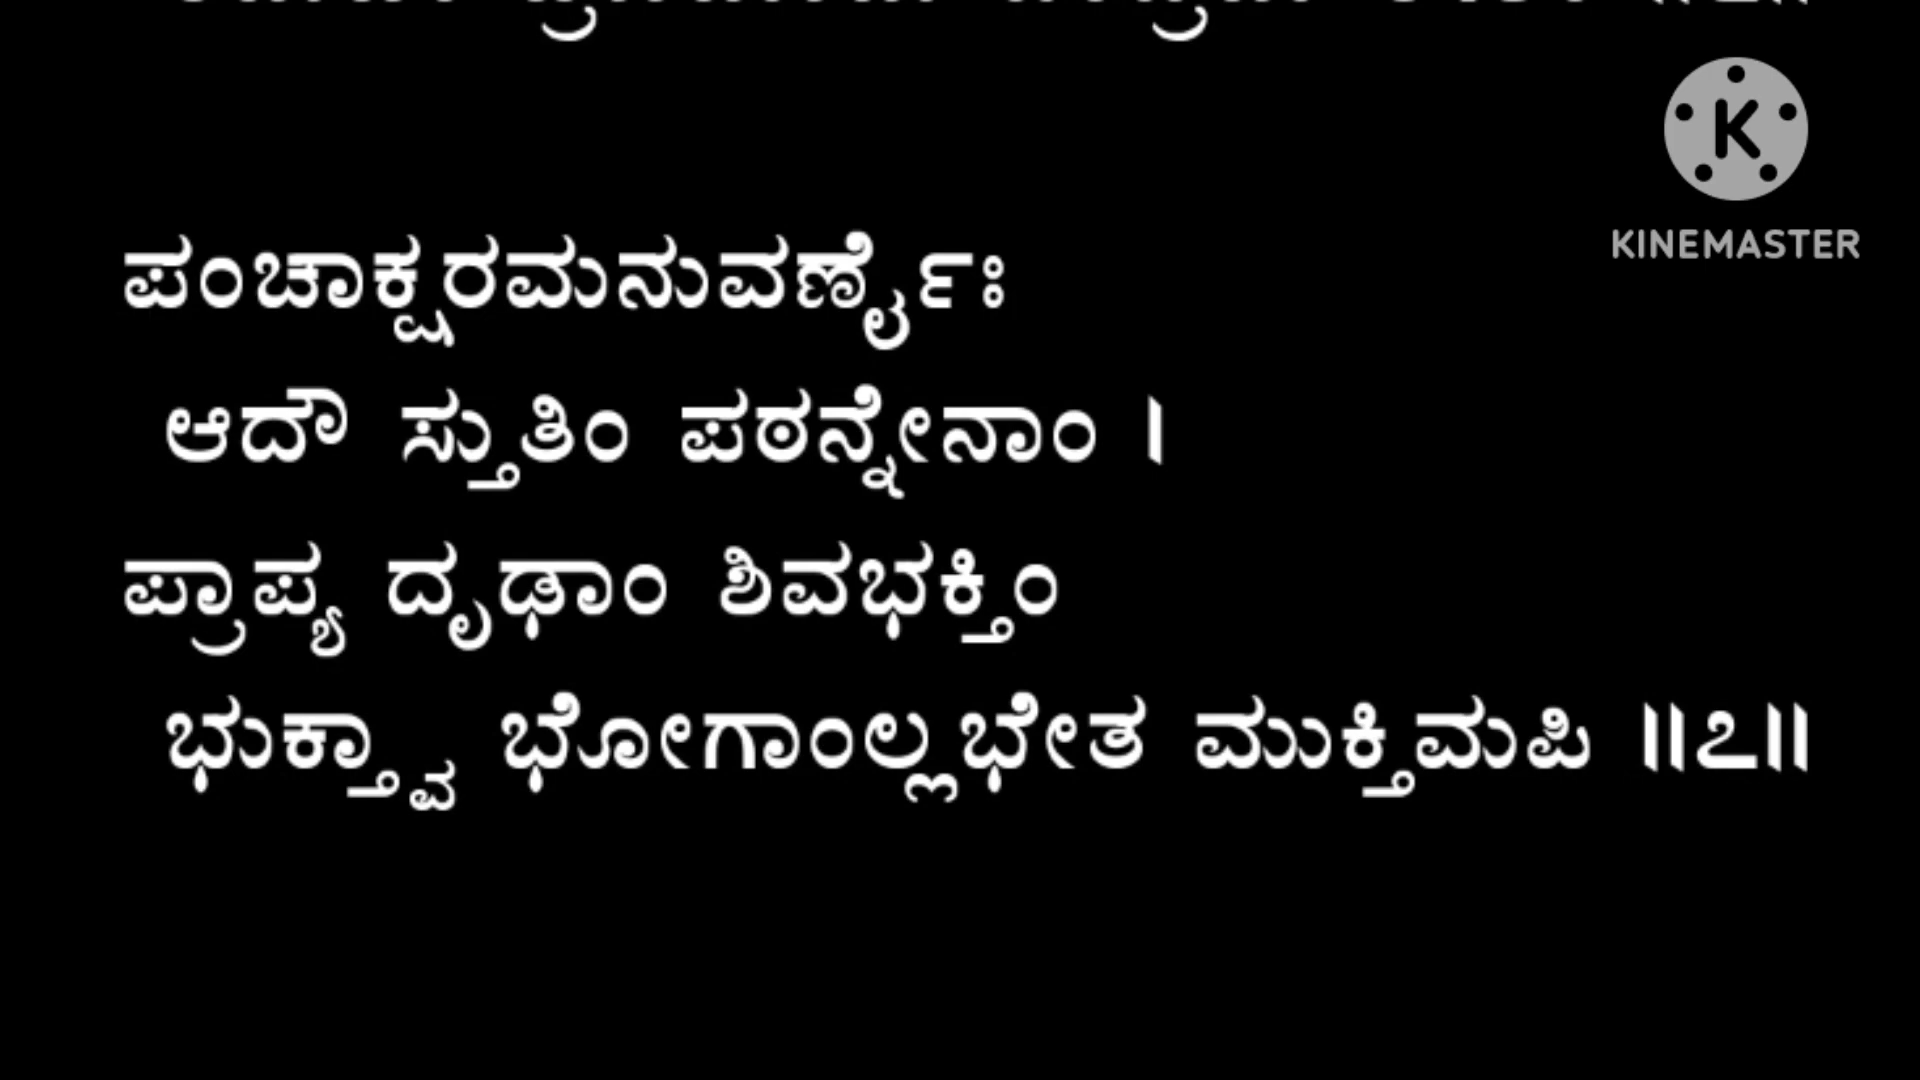 KINEMASTER
ಪಂಚಾಕ್ಷರಮನುವರ್ಣೈಃ
ಆದೌ ಸ್ತುತಿಂ ಪಠನ್ನೇನಾಂ ।
ಪ್ರಾಪ್ಯ ದೃಢಾಂ ಶಿವಭಕ್ತಿಂ
ಭುಕ್ತ್ವಾ ಭೋಗಾಂಲ್ಲಭೇತ ಮುಕ್ತಿಮಪಿ ॥೭॥